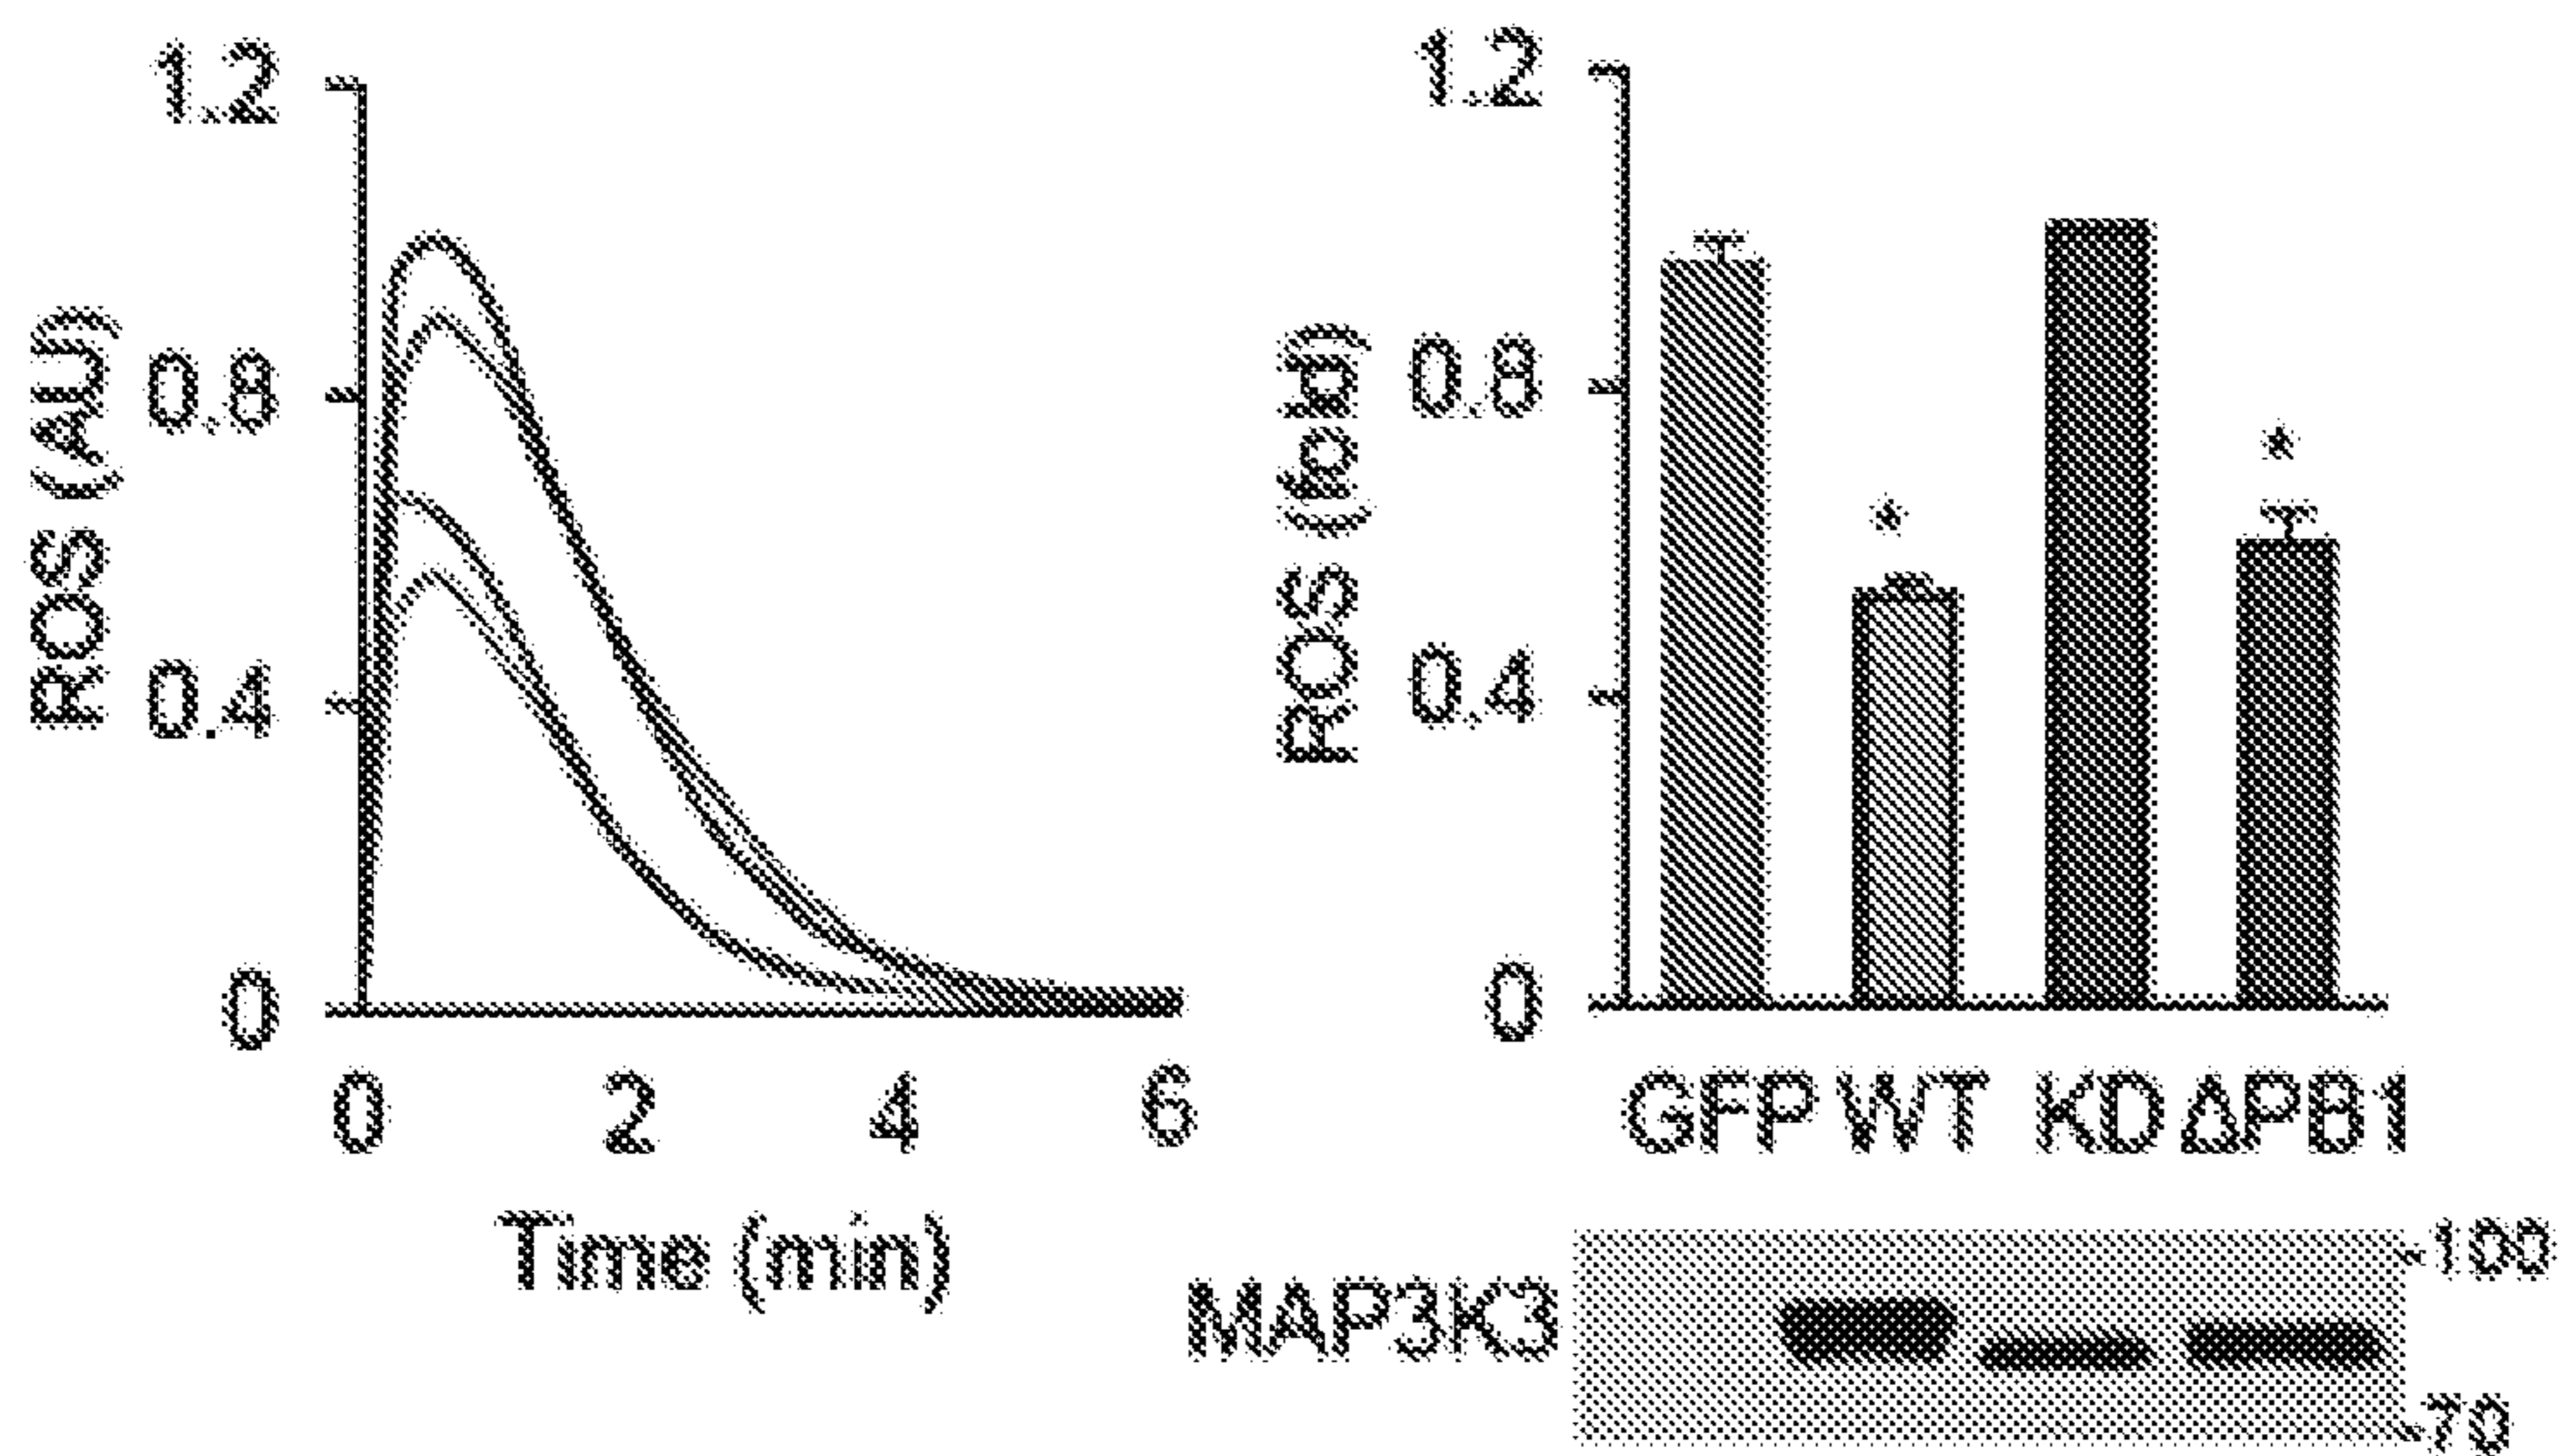 ROS (AU)
1.2
0.8
0.4
0
0 2 4 6
Time (min)
ROS (fold)
1.2
0.8
0.4
0
*
*
GFP WT KD ΔPB1
MAP3K3
-100
-70